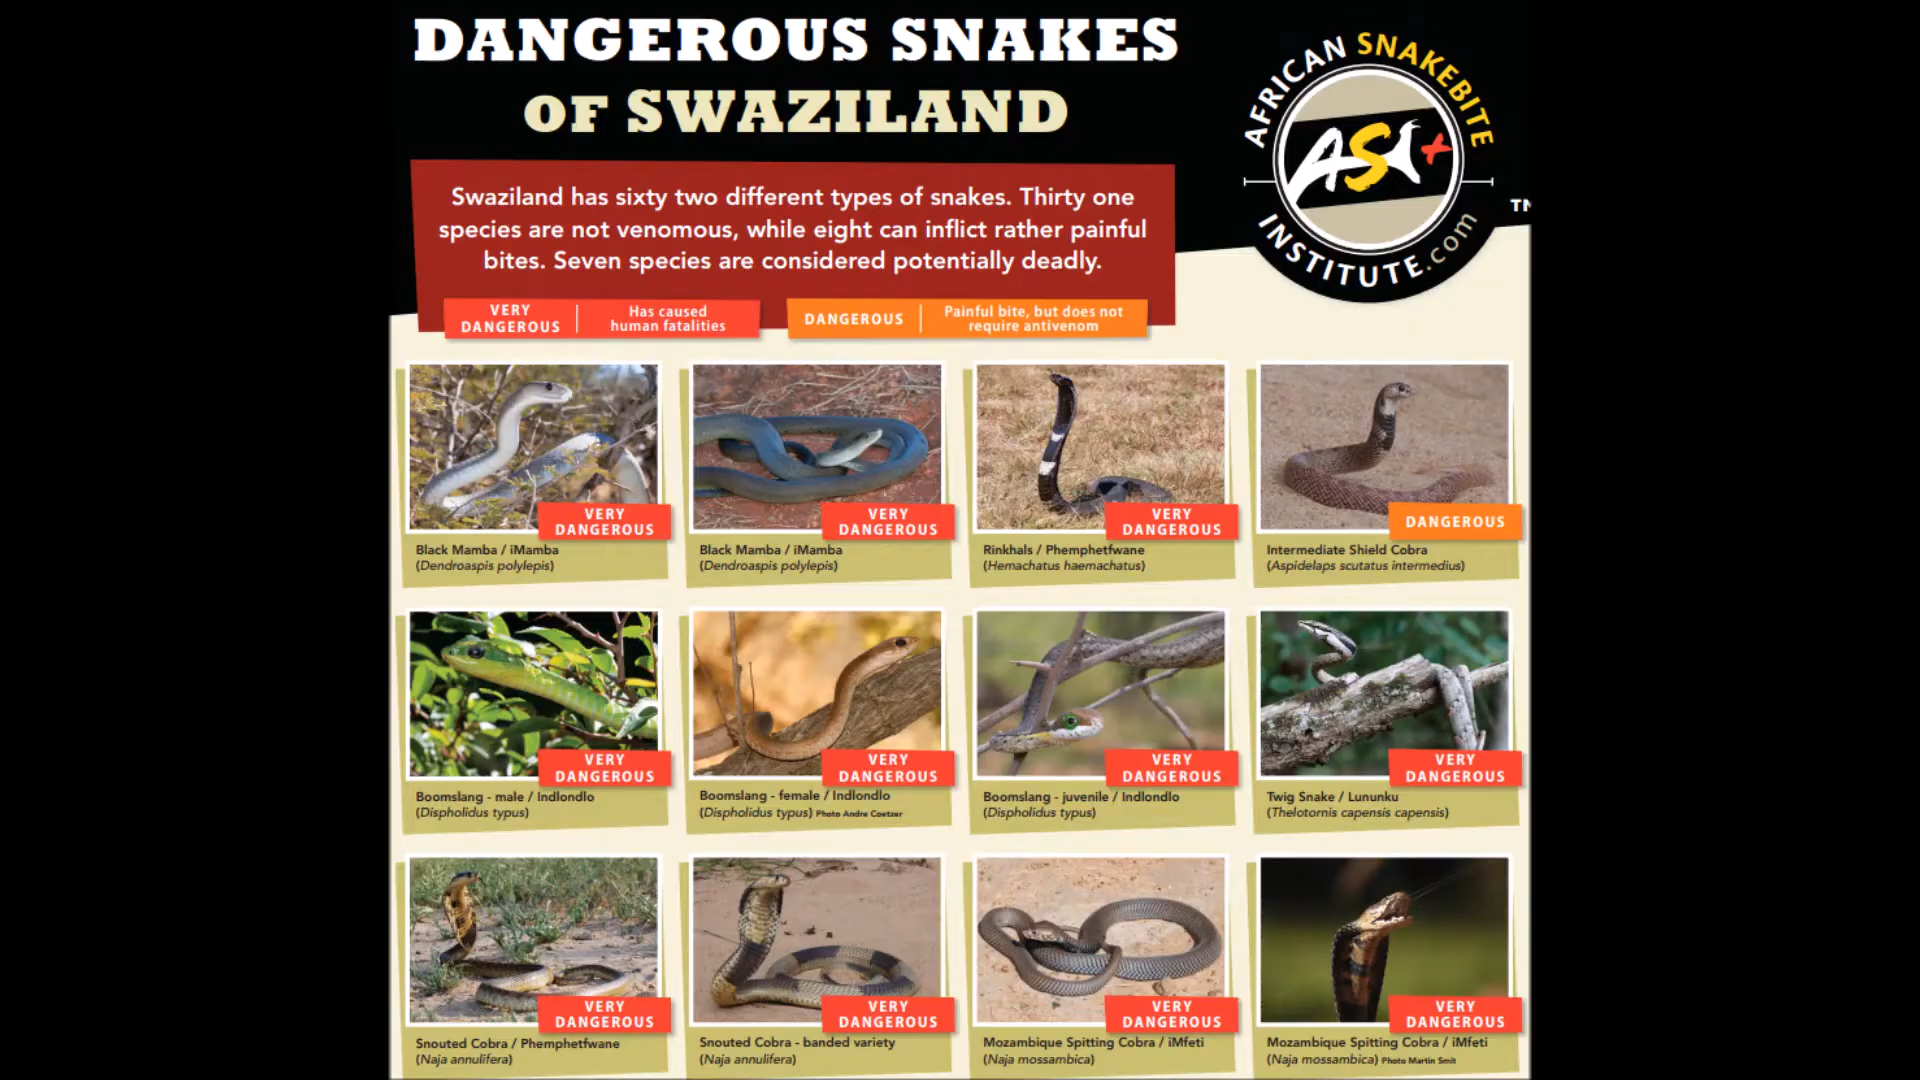 DANGEROUS SNAKES
OF SWAZILAND
AFRICAN SNAKEBITE
ASI+
INSTITUTE.com
TM
Swaziland has sixty two different types of snakes. Thirty one
species are not venomous, while eight can inflict rather painful
bites. Seven species are considered potentially deadly.
VERY
DANGEROUS
Has caused
human fatalities
DANGEROUS
Painful bite, but does not
require antivenom
VERY
DANGEROUS
Black Mamba / iMamba
(Dendroaspis polylepis)
VERY
DANGEROUS
Black Mamba / iMamba
(Dendroaspis polylepis)
VERY
DANGEROUS
Rinkhals / Phemphetfwane
(Hemachatus haemachatus)
DANGEROUS
Intermediate Shield Cobra
(Aspidelaps scutatus intermedius)
VERY
DANGEROUS
Boomslang - male / Indlondlo
(Dispholidus typus)
VERY
DANGEROUS
Boomslang - female / Indlondlo
(Dispholidus typus) Photo Andre Coetzer
VERY
DANGEROUS
Boomslang - juvenile / Indlondlo
(Dispholidus typus)
VERY
DANGEROUS
Twig Snake / Lununku
(Thelotornis capensis capensis)
VERY
DANGEROUS
Snouted Cobra / Phemphetfwane
(Naja annulifera)
VERY
DANGEROUS
Snouted Cobra - banded variety
(Naja annulifera)
VERY
DANGEROUS
Mozambique Spitting Cobra / iMfeti
(Naja mossambica)
VERY
DANGEROUS
Mozambique Spitting Cobra / iMfeti
(Naja mossambica) Photo Martin Smit